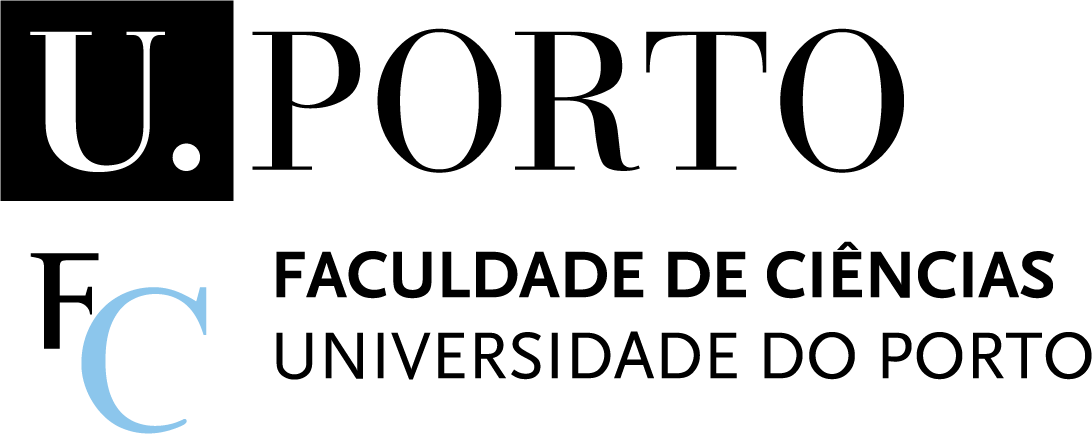 U.PORTO
FC
FACULDADE DE CIÊNCIAS
UNIVERSIDADE DO PORTO